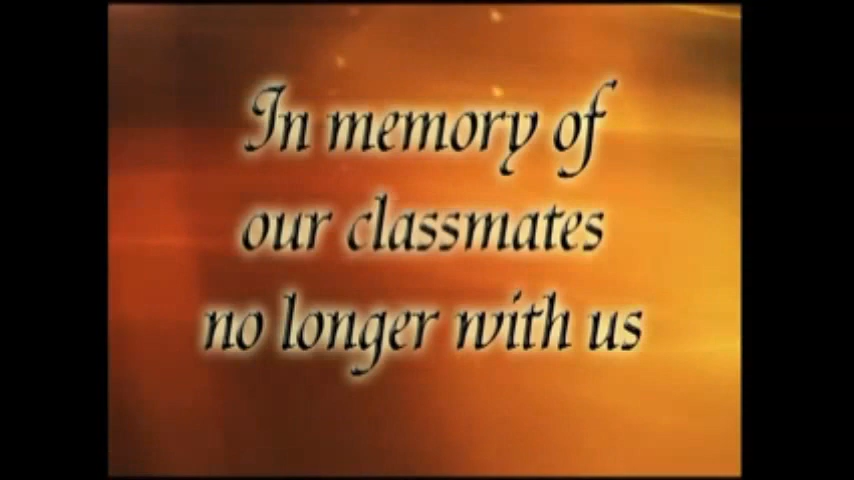 In memory of
our classmates
no longer with us